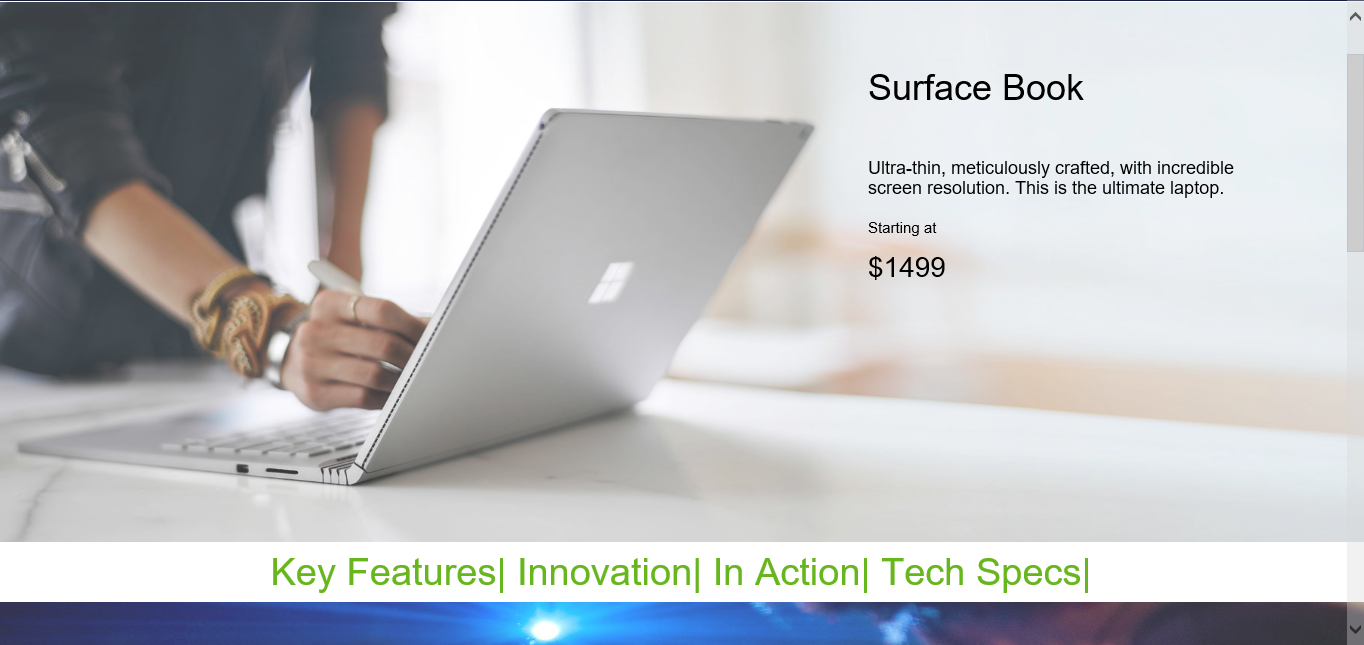 Surface Book
Ultra-thin, meticulously crafted, with incredible
screen resolution. This is the ultimate laptop.
Starting at
$1499
Key Features| Innovation| In Action| Tech Specs|